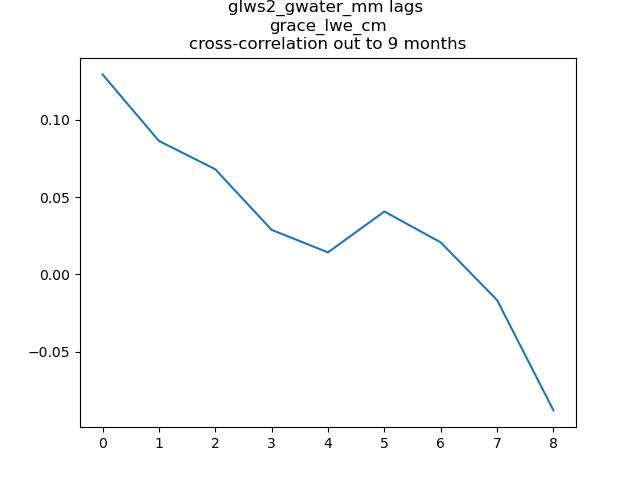 glws2_gwater_mm lags
grace_lwe_cm
cross-correlation out to 9 months
0.10
0.05
0.00
−0.05
0 1 2 3 4 5 6 7 8